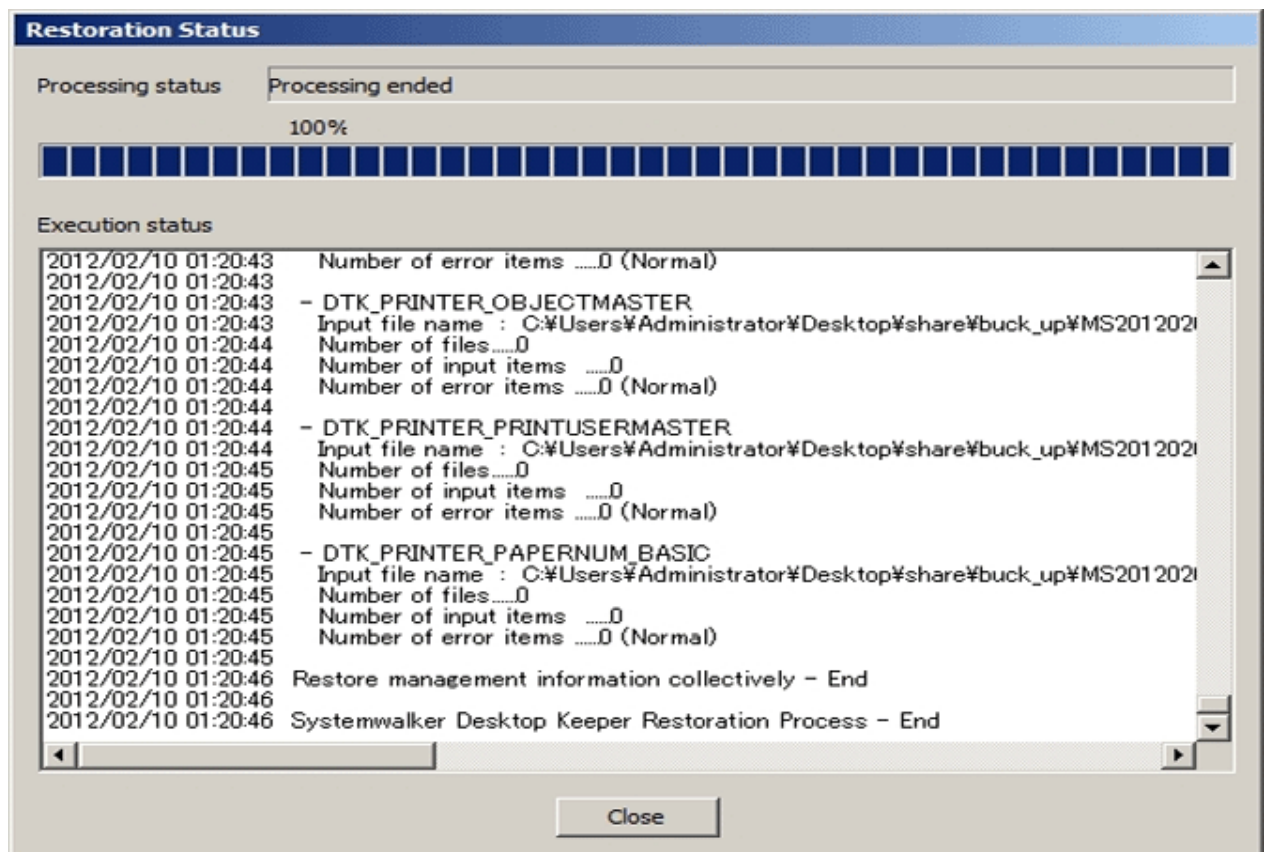 Restoration Status
Processing status Processing ended
100%
Execution status
2012/02/10 01:20:43 Number of error items .....0 (Normal)
2012/02/10 01:20:43
2012/02/10 01:20:43 - DTK_PRINTER_OBJECTMASTER
2012/02/10 01:20:43 Input file name : C:¥Users¥Administrator¥Desktop¥share¥buck_up¥MS2012020
2012/02/10 01:20:44 Number of files.....0
2012/02/10 01:20:44 Number of input items .....0
2012/02/10 01:20:44 Number of error items .....0 (Normal)
2012/02/10 01:20:44
2012/02/10 01:20:44 - DTK_PRINTER_PRINTUSERMASTER
2012/02/10 01:20:44 Input file name : C:¥Users¥Administrator¥Desktop¥share¥buck_up¥MS2012020
2012/02/10 01:20:45 Number of files.....0
2012/02/10 01:20:45 Number of input items .....0
2012/02/10 01:20:45 Number of error items .....0 (Normal)
2012/02/10 01:20:45
2012/02/10 01:20:45 - DTK_PRINTER_PAPERNUM_BASIC
2012/02/10 01:20:45 Input file name : C:¥Users¥Administrator¥Desktop¥share¥buck_up¥MS2012020
2012/02/10 01:20:45 Number of files.....0
2012/02/10 01:20:45 Number of input items .....0
2012/02/10 01:20:45 Number of error items .....0 (Normal)
2012/02/10 01:20:45
2012/02/10 01:20:46 Restore management information collectively - End
2012/02/10 01:20:46
2012/02/10 01:20:46 Systemwalker Desktop Keeper Restoration Process - End
Close